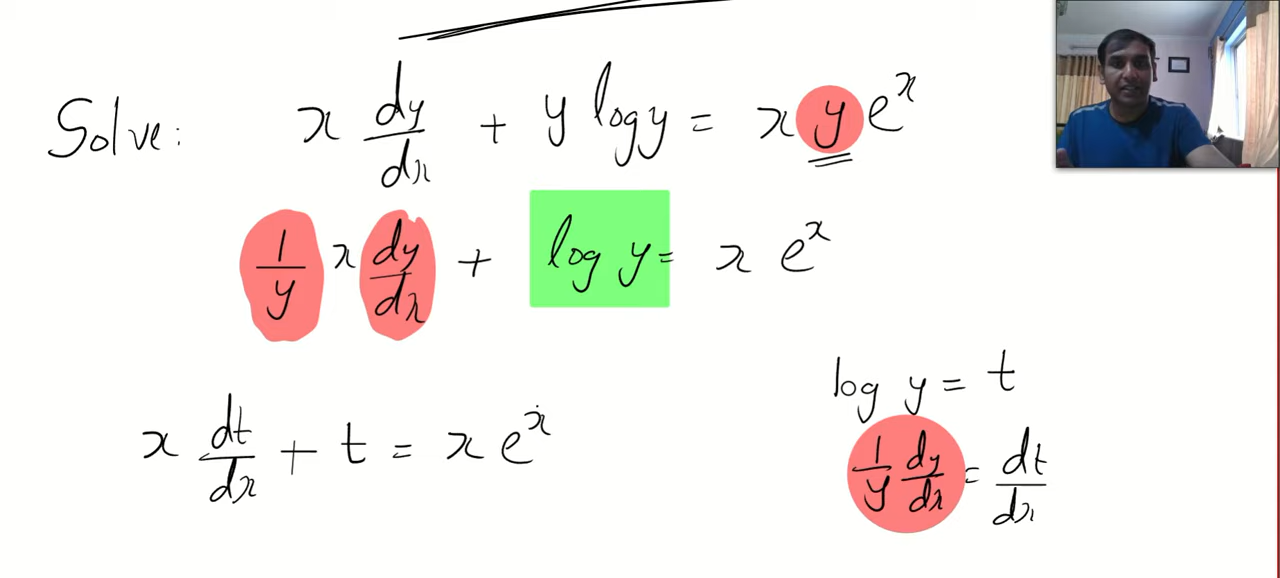 Solve: x dy/dx + y log y = x y e^x
1/y x dy/dx + log y = x e^x
log y = t
x dt/dx + t = x e^x
1/y dy/dx = dt/dx